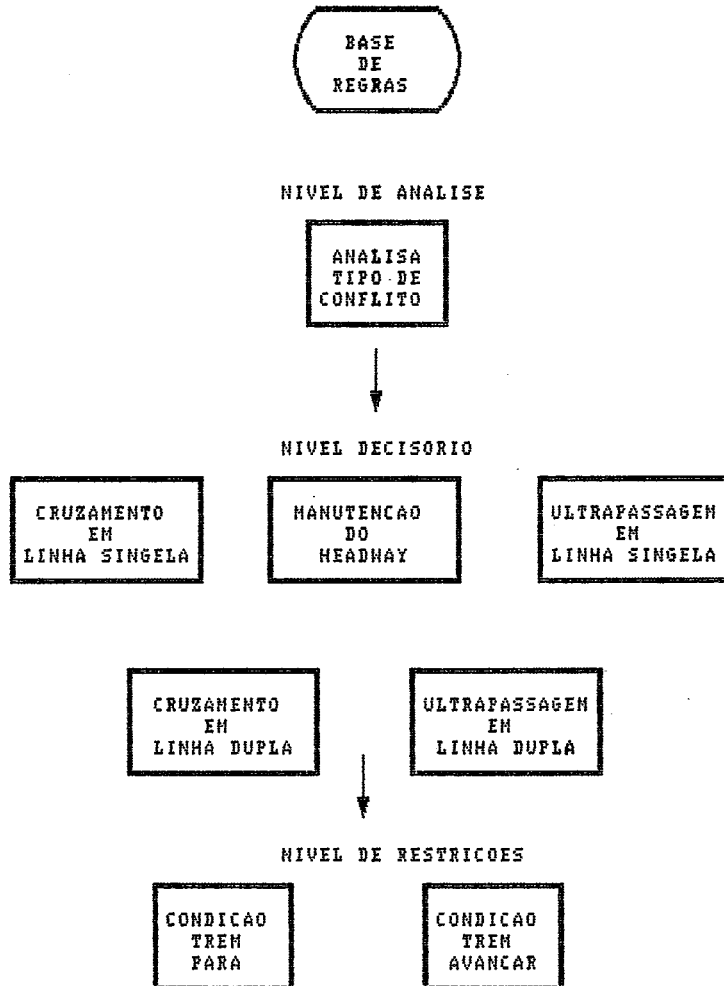 BASE
DE
REGRAS
NIVEL DE ANALISE
ANALISA
TIPO DE
CONFLITO
NIVEL DECISORIO
CRUZAMENTO
EM
LINHA SINGELA
MANUTENCAO
DO
HEADWAY
ULTRAPASSAGEM
EM
LINHA SINGELA
CRUZAMENTO
EM
LINHA DUPLA
ULTRAPASSAGEM
EM
LINHA DUPLA
NIVEL DE RESTRICOES
CONDICAO
TREM
PARA
CONDICAO
TREM
AVANCAR